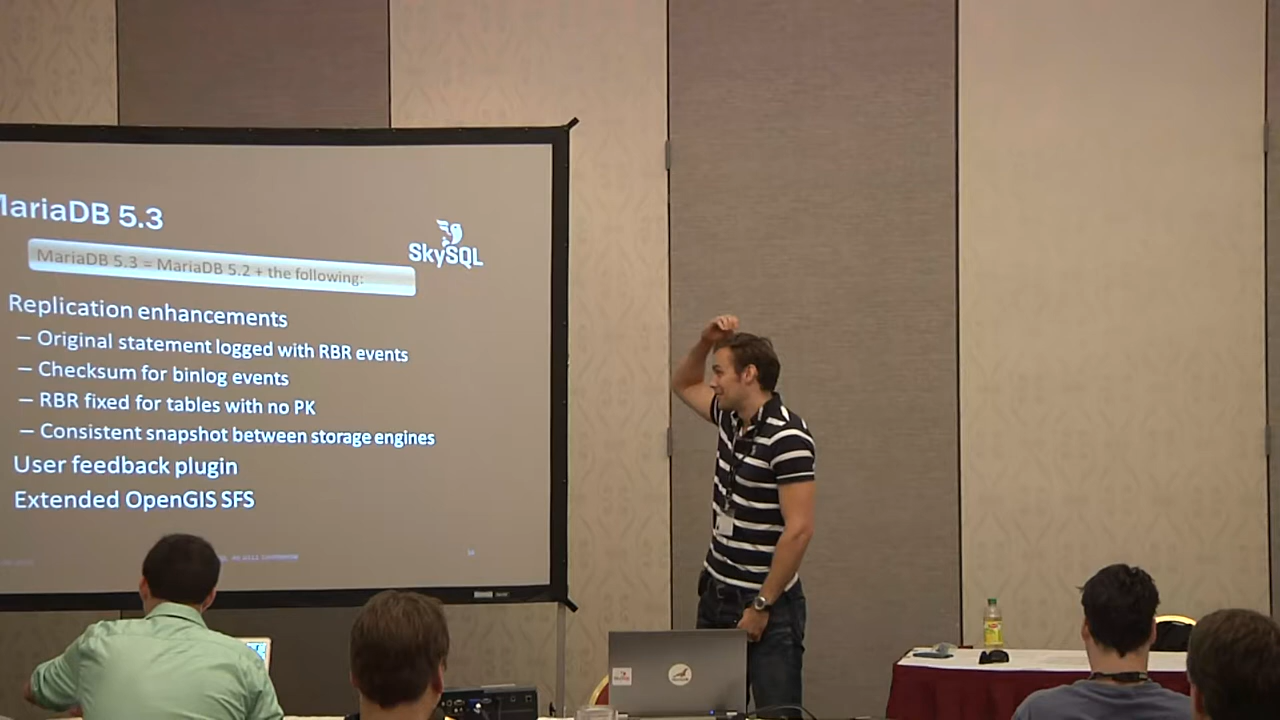 MariaDB 5.3
SkySQL
MariaDB 5.3 = MariaDB 5.2 + the following:
Replication enhancements
– Original statement logged with RBR events
– Checksum for binlog events
– RBR fixed for tables with no PK
– Consistent snapshot between storage engines
User feedback plugin
Extended OpenGIS SFS